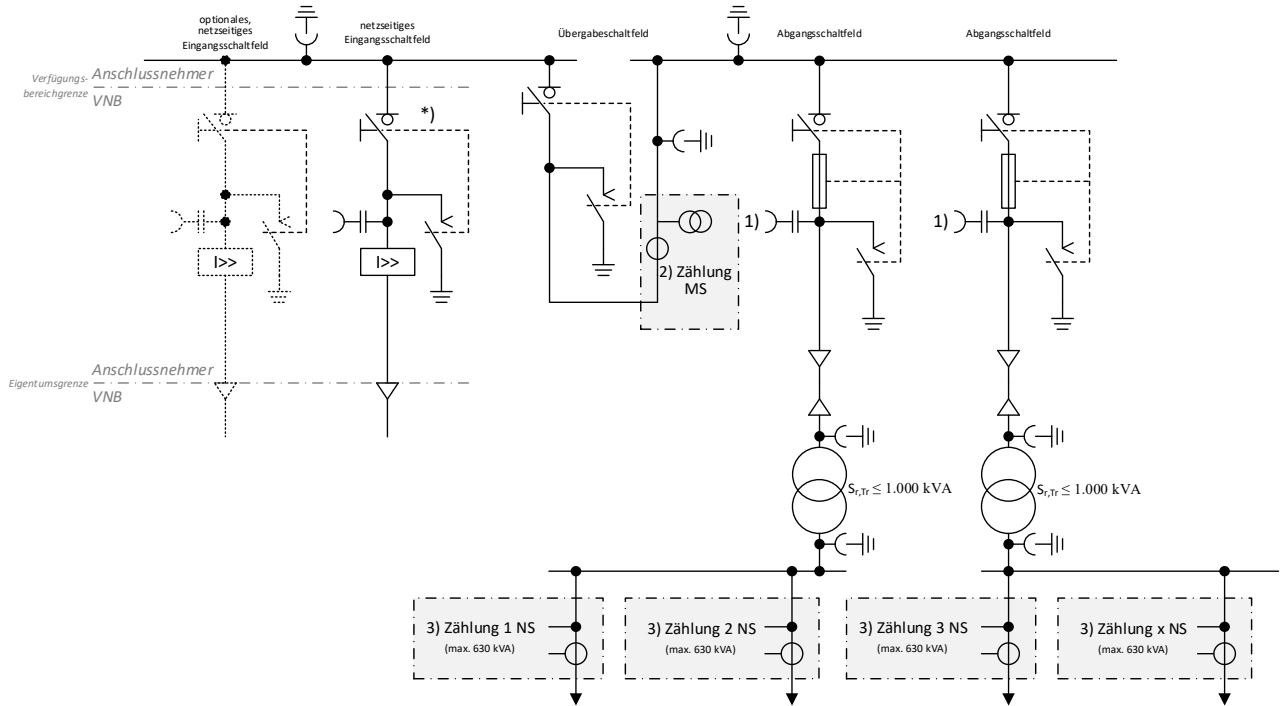 optionales,
netzseitiges
Eingangsschaltfeld
netzseitiges
Eingangsschaltfeld
Übergabeschaltfeld
Abgangsschaltfeld
Abgangsschaltfeld
Verfügungs-
bereichgrenze
Anschlussnehmer
VNB
*)
I>>
I>>
1)
1)
2) Zählung
MS
Eigentumsgrenze
Anschlussnehmer
VNB
Sr,Tr ≤ 1.000 kVA
Sr,Tr ≤ 1.000 kVA
3) Zählung 1 NS
(max. 630 kVA)
3) Zählung 2 NS
(max. 630 kVA)
3) Zählung 3 NS
(max. 630 kVA)
3) Zählung x NS
(max. 630 kVA)